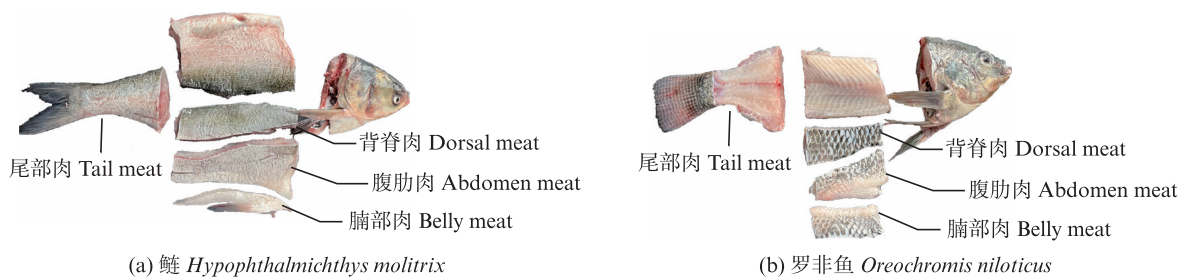 背脊肉 Dorsal meat
尾部肉 Tail meat
腹肋肉 Abdomen meat
腩部肉 Belly meat
(a) 鲢 Hypophthalmichthys molitrix
背脊肉 Dorsal meat
尾部肉 Tail meat
腹肋肉 Abdomen meat
腩部肉 Belly meat
(b) 罗非鱼 Oreochromis niloticus